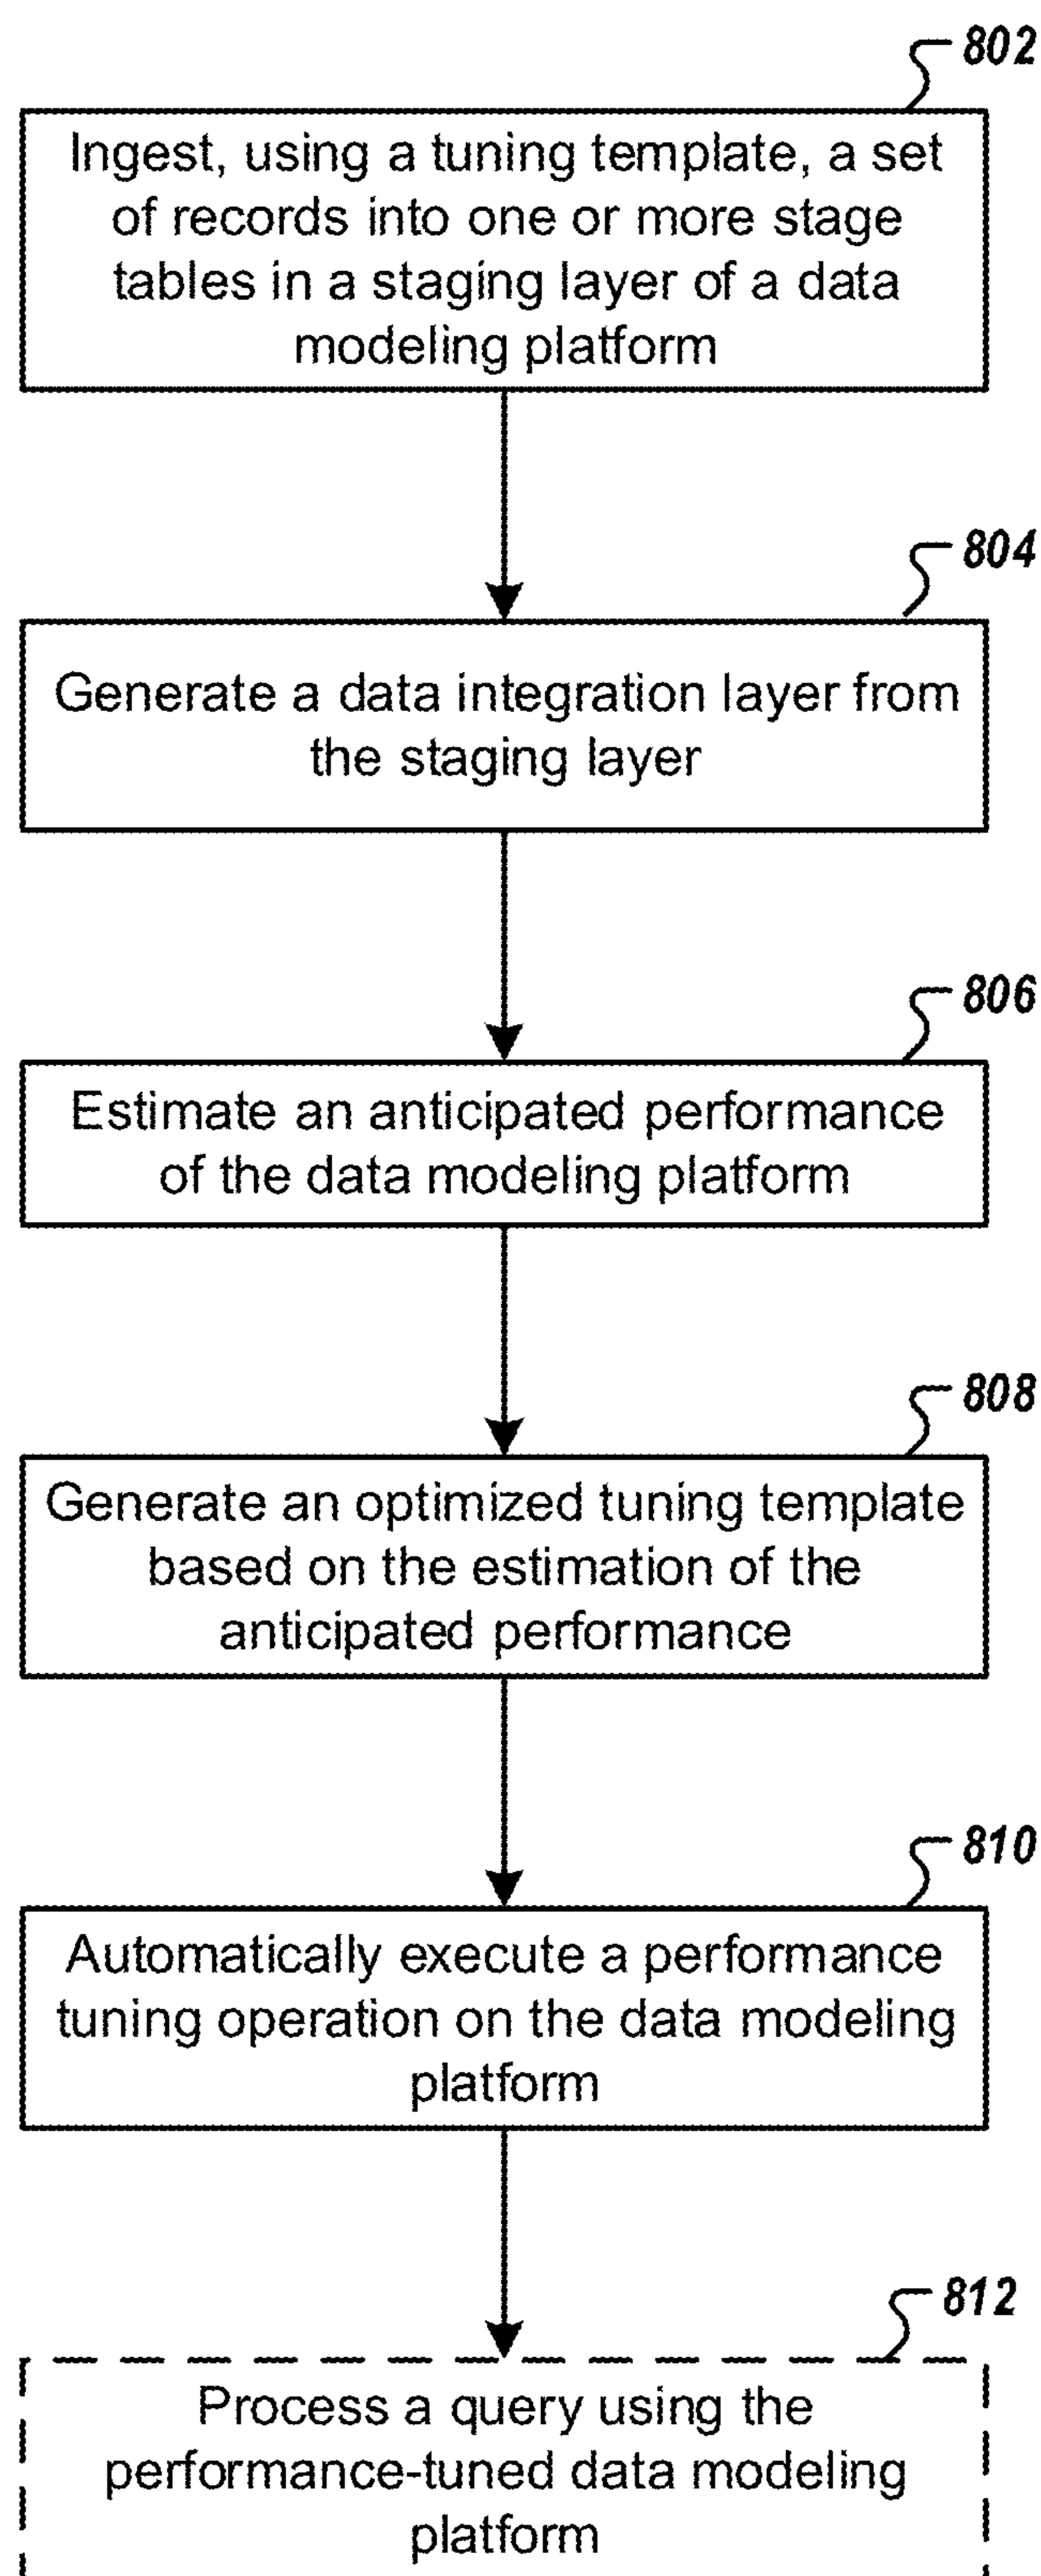 802
Ingest, using a tuning template, a set
of records into one or more stage
tables in a staging layer of a data
modeling platform
804
Generate a data integration layer from
the staging layer
806
Estimate an anticipated performance
of the data modeling platform
808
Generate an optimized tuning template
based on the estimation of the
anticipated performance
810
Automatically execute a performance
tuning operation on the data modeling
platform
812
Process a query using the
performance-tuned data modeling
platform